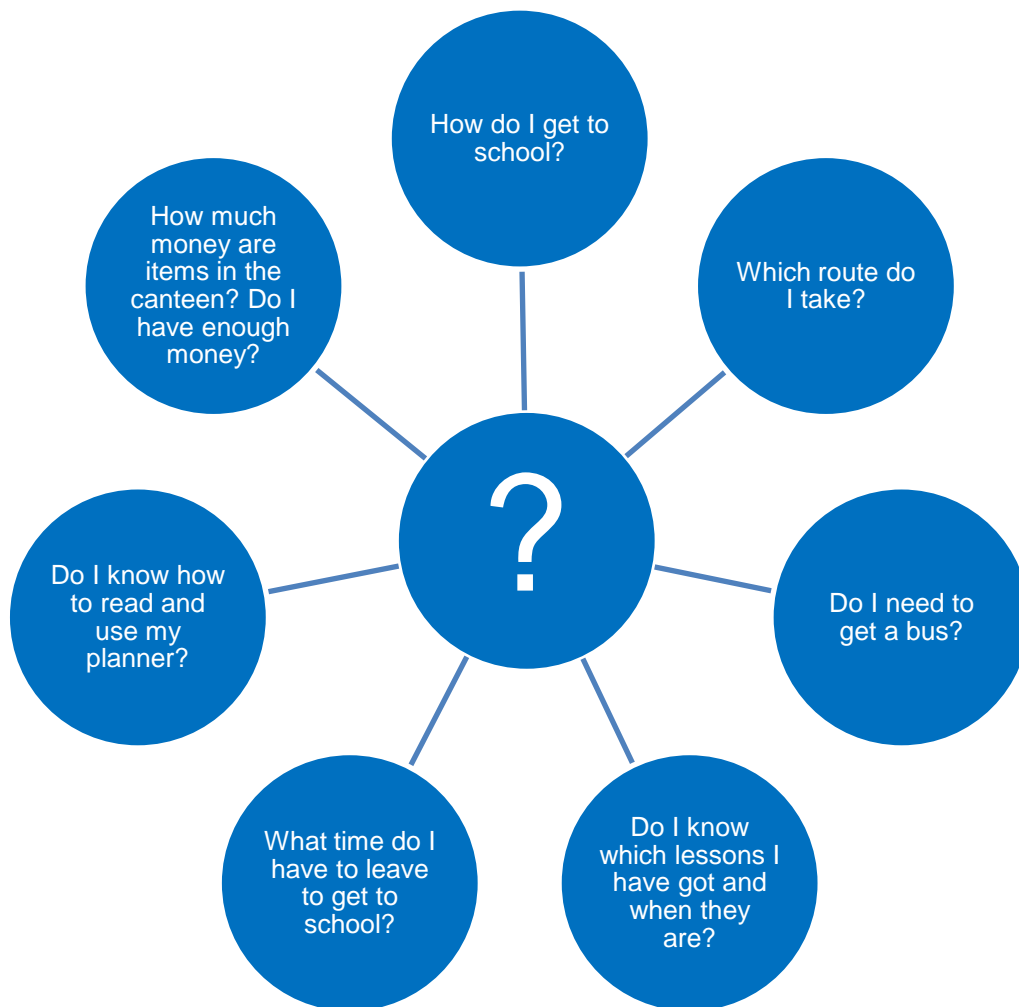 How do I get to
school?
Which route do
I take?
Do I need to
get a bus?
Do I know
which lessons I
have got and
when they
are?
What time do I
have to leave
to get to
school?
Do I know how
to read and
use my
planner?
How much
money are
items in the
canteen? Do I
have enough
money?
?